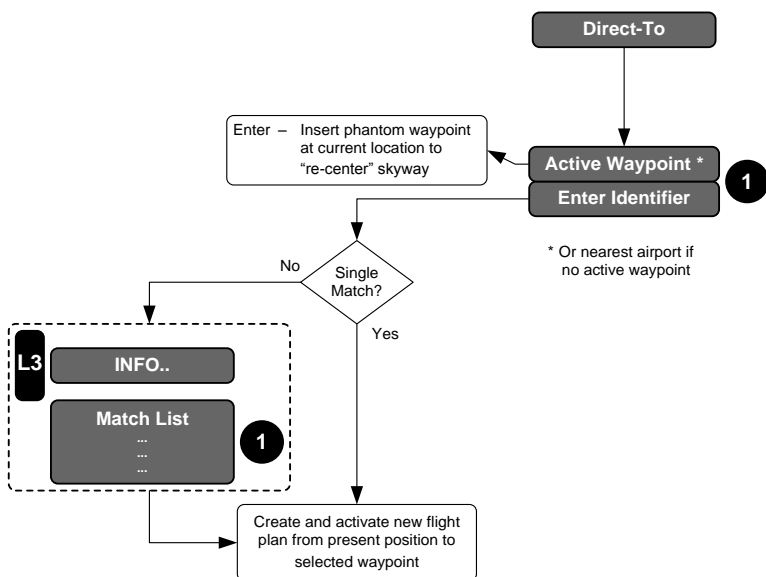 Direct-To
Enter – Insert phantom waypoint
at current location to
“re-center” skyway
Active Waypoint *
Enter Identifier
1
* Or nearest airport if
no active waypoint
Single
Match?
No
Yes
L3
INFO..
Match List
...
...
...
1
Create and activate new flight
plan from present position to
selected waypoint